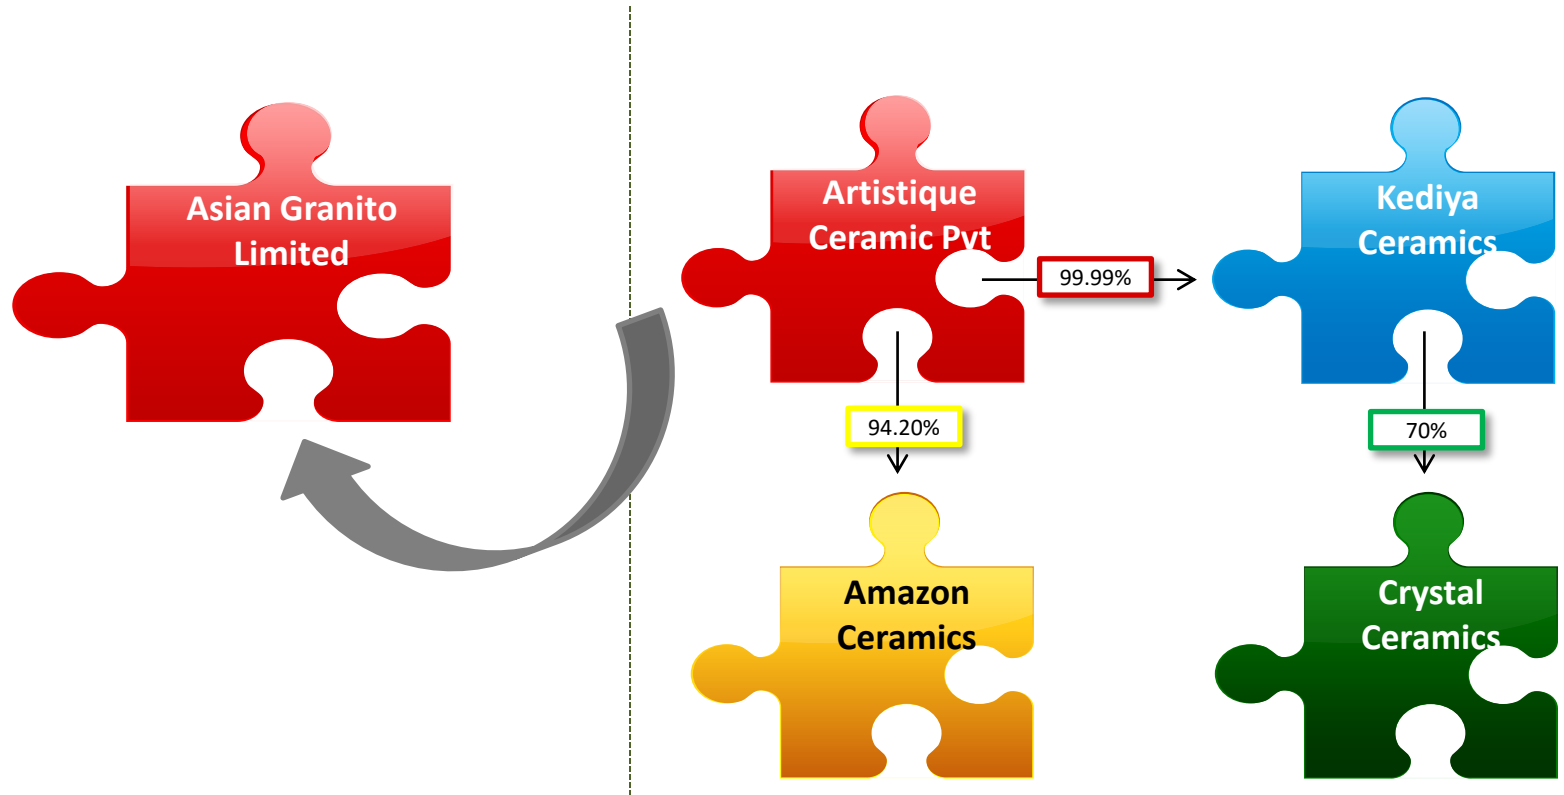 Asian Granito
Limited
Artistique
Ceramic Pvt
99.99%
Kediya
Ceramics
94.20%
70%
Amazon
Ceramics
Crystal
Ceramics